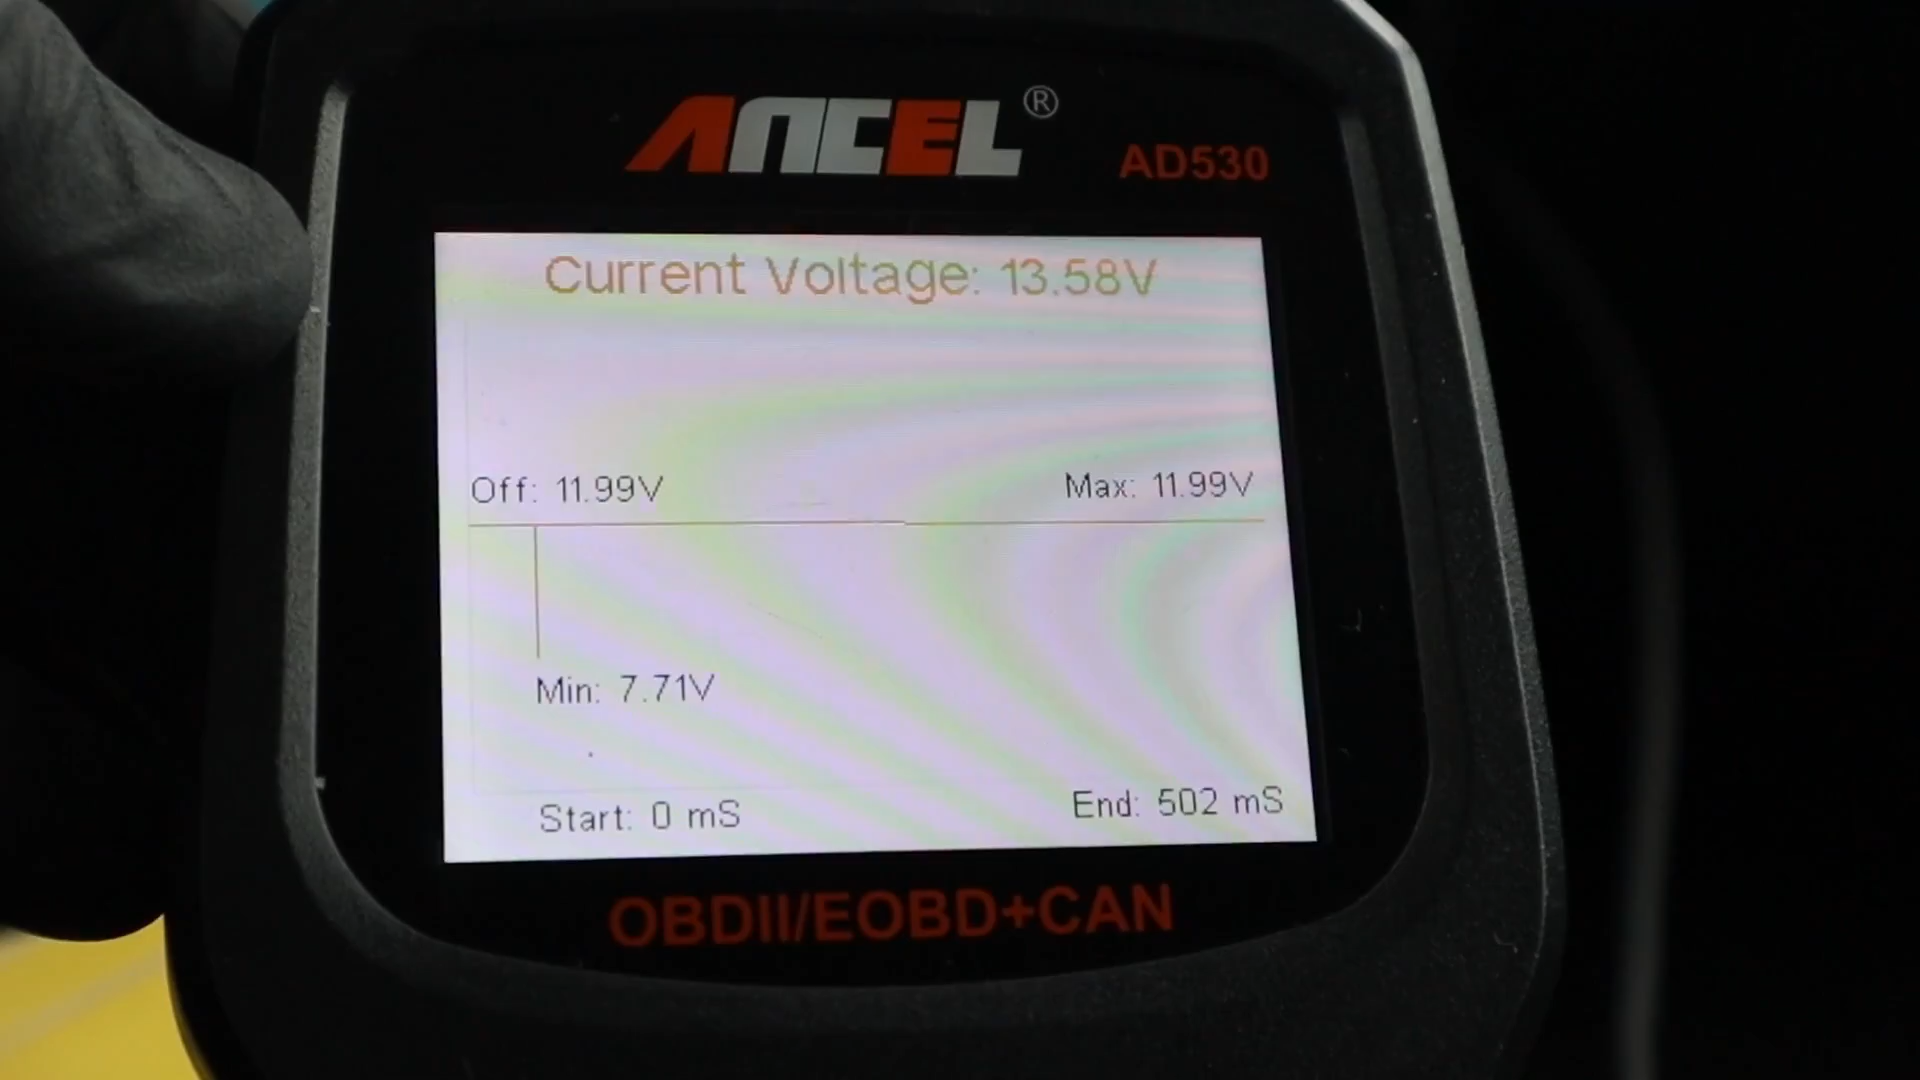 ANCEL®
AD530
Current Voltage: 13.58V
Off: 11.99V
Max: 11.99V
Min: 7.71V
Start: 0 mS
End: 502 mS
OBDII/EOBD+CAN